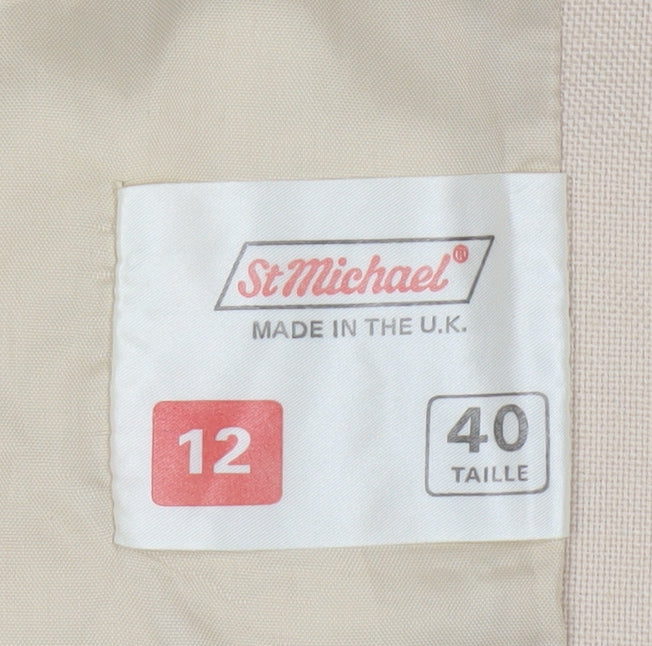 St Michael®
MADE IN THE U.K.
12
40
TAILLE